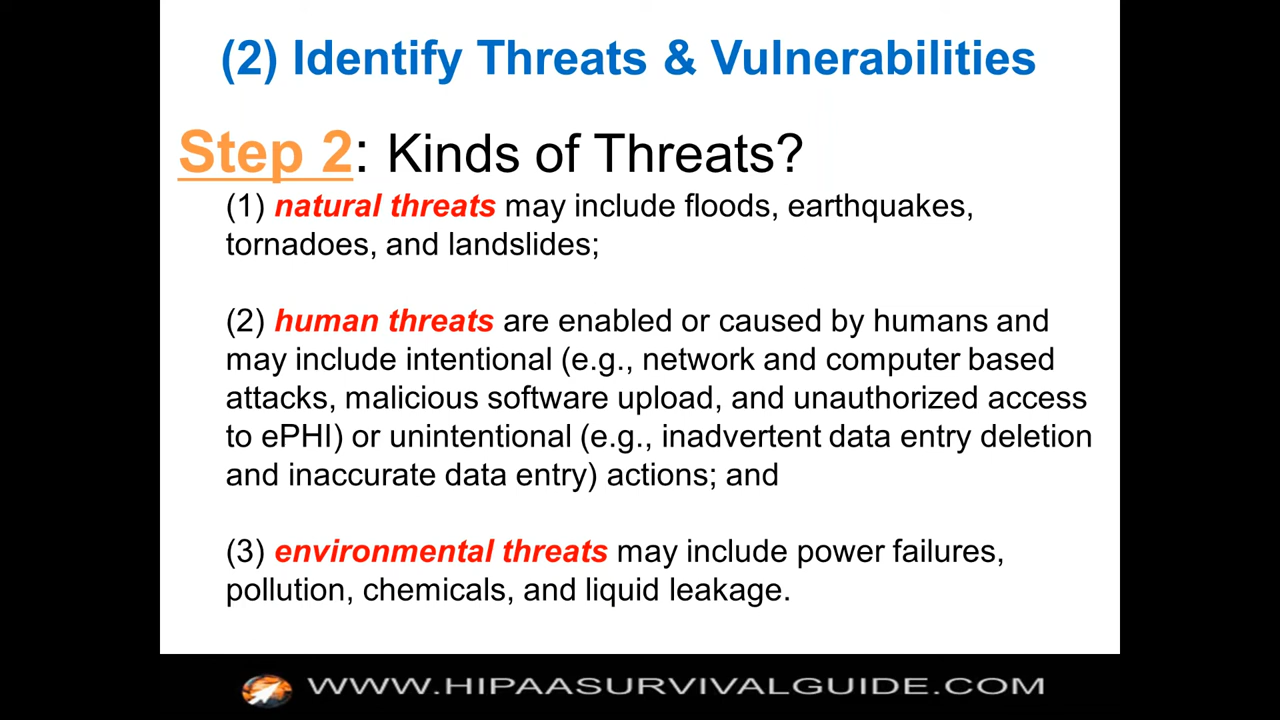 (2) Identify Threats & Vulnerabilities
Step 2: Kinds of Threats?
(1) natural threats may include floods, earthquakes,
tornadoes, and landslides;
(2) human threats are enabled or caused by humans and
may include intentional (e.g., network and computer based
attacks, malicious software upload, and unauthorized access
to ePHI) or unintentional (e.g., inadvertent data entry deletion
and inaccurate data entry) actions; and
(3) environmental threats may include power failures,
pollution, chemicals, and liquid leakage.
WWW.HIPAASURVIVALGUIDE.COM